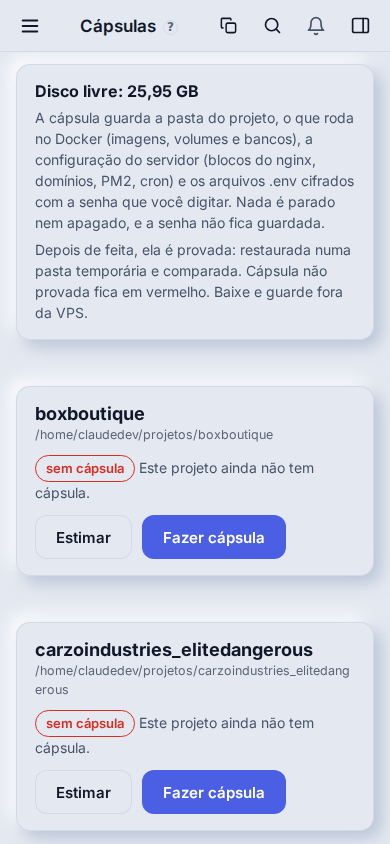 Cápsulas ?
Disco livre: 25,95 GB
A cápsula guarda a pasta do projeto, o que roda
no Docker (imagens, volumes e bancos), a
configuração do servidor (blocos do nginx,
domínios, PM2, cron) e os arquivos .env cifrados
com a senha que você digitar. Nada é parado
nem apagado, e a senha não fica guardada.
Depois de feita, ela é provada: restaurada numa
pasta temporária e comparada. Cápsula não
provada fica em vermelho. Baixe e guarde fora
da VPS.
boxboutique
/home/claudedev/projetos/boxboutique
sem cápsula Este projeto ainda não tem
cápsula.
Estimar Fazer cápsula
carzoindustries_elitedangerous
/home/claudedev/projetos/carzoindustries_elitedang
erous
sem cápsula Este projeto ainda não tem
cápsula.
Estimar Fazer cápsula